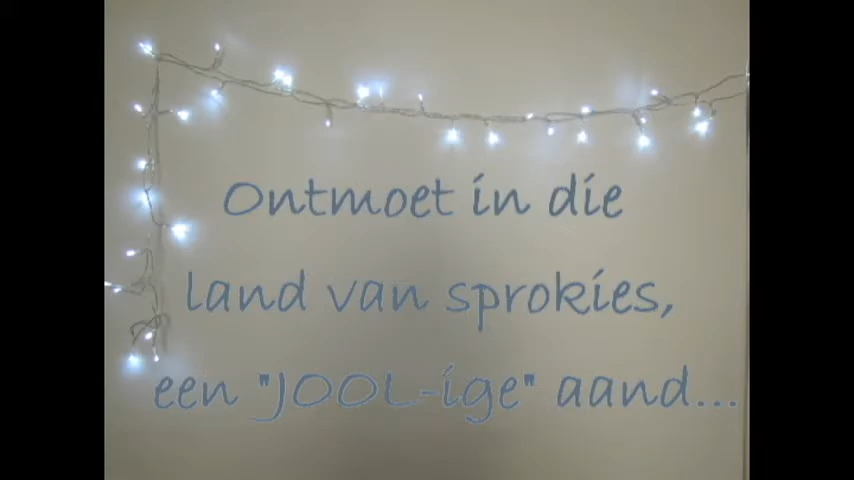 Ontmoet in die
land van sprokies,
een "JOOL-ige" aand...